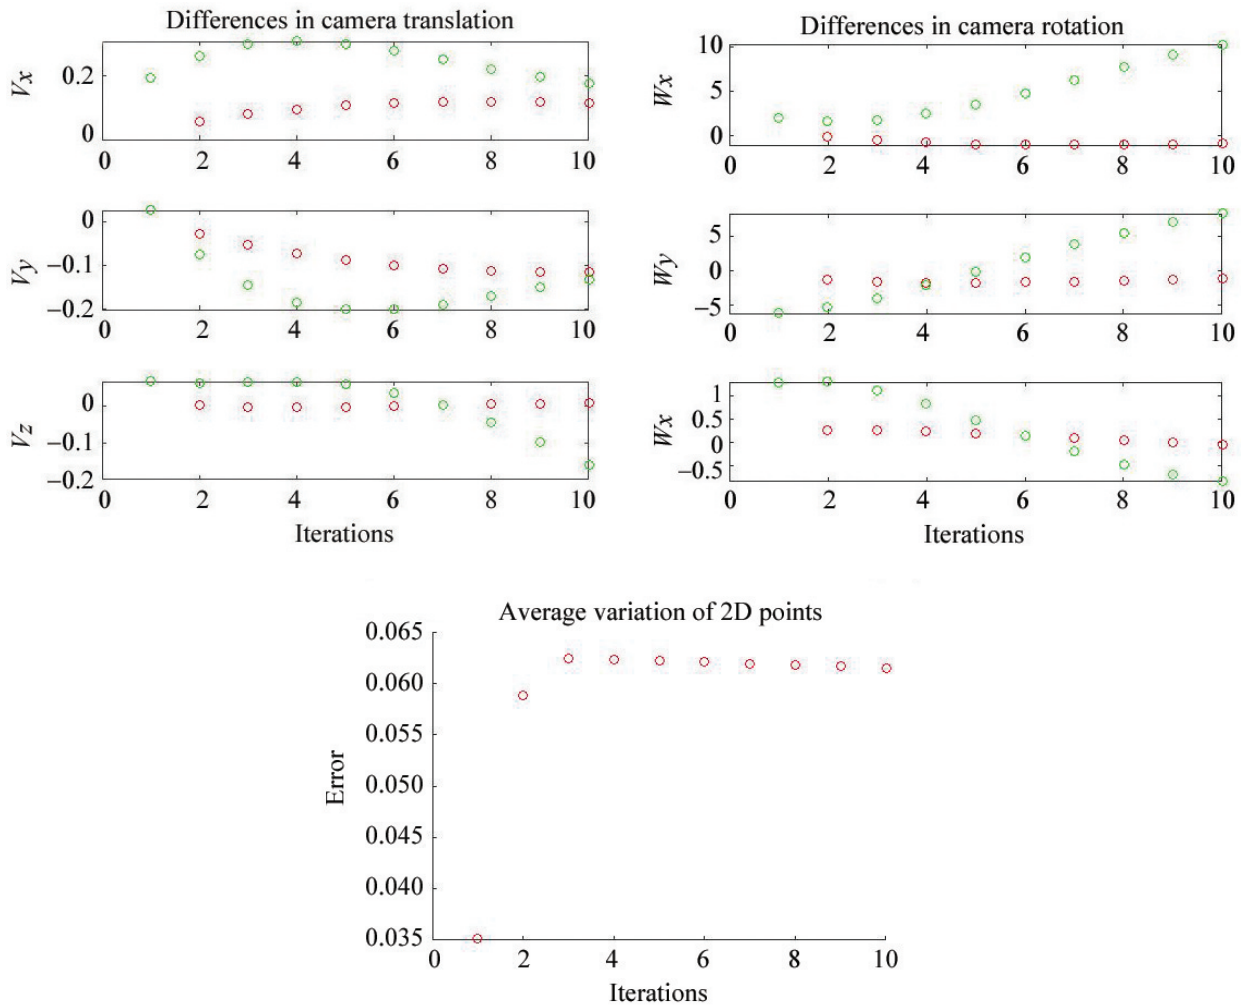 Differences in camera translation
Vx
0.2
0
0 2 4 6 8 10
Vy
0
−0.1
−0.2
0 2 4 6 8 10
Vz
0
−0.1
−0.2
0 2 4 6 8 10
Iterations
Differences in camera rotation
Wx
10
5
0
0 2 4 6 8 10
Wy
5
0
−5
0 2 4 6 8 10
Wx
1
0.5
0
−0.5
0 2 4 6 8 10
Iterations
Average variation of 2D points
Error
0.065
0.060
0.055
0.050
0.045
0.040
0.035
0 2 4 6 8 10
Iterations